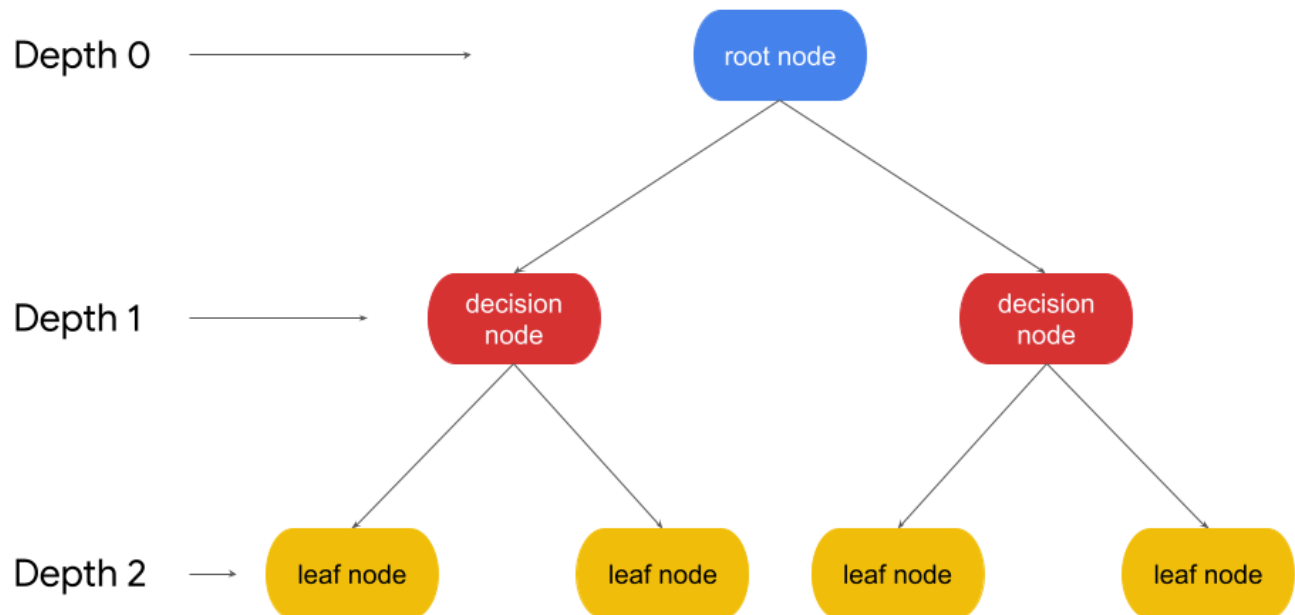 Depth 0
root node
Depth 1
decision
node
decision
node
Depth 2
leaf node
leaf node
leaf node
leaf node